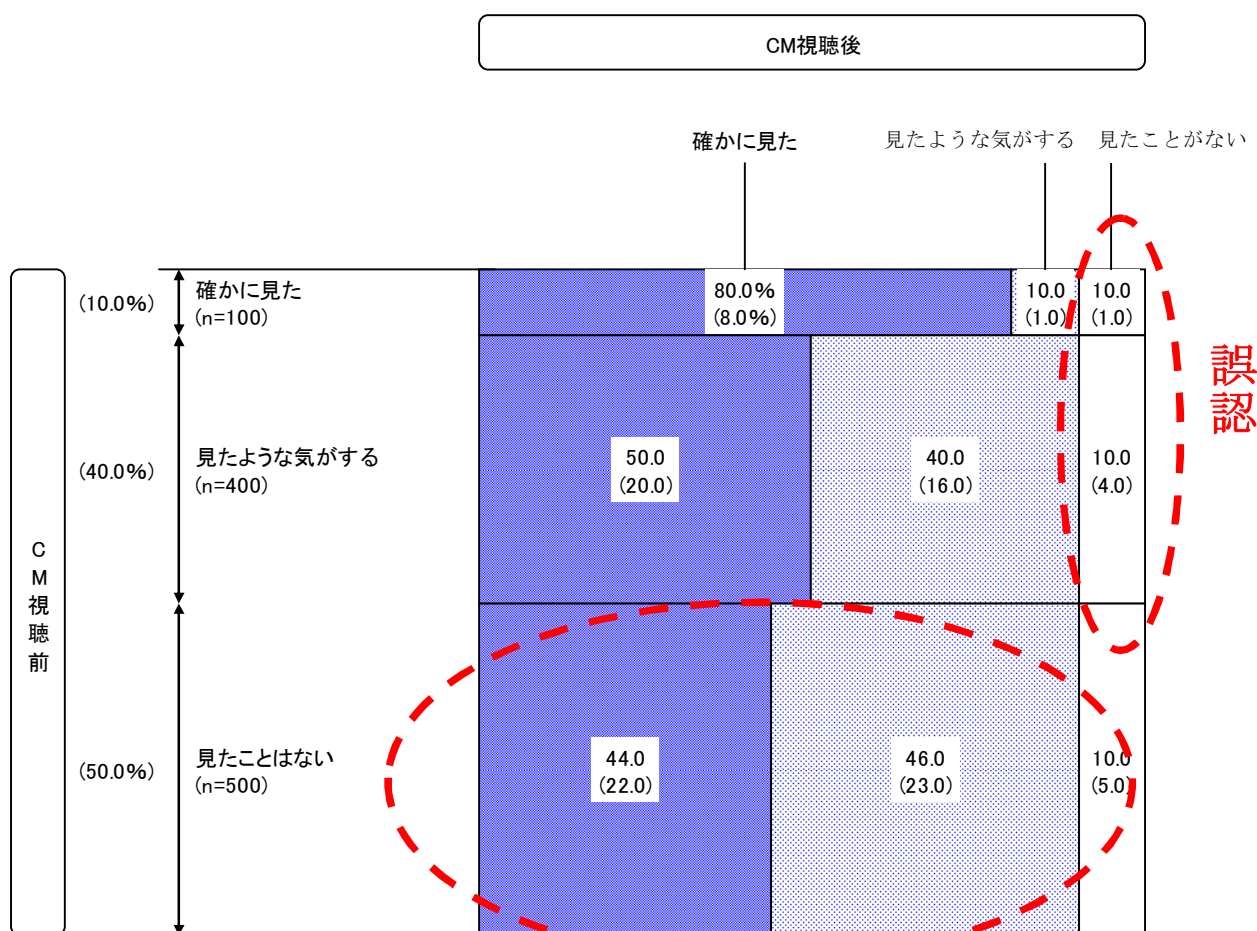 CM視聴後
確かに見た
見たような気がする
見たことがない
(10.0%)
確かに見た
(n=100)
80.0%
(8.0%)
10.0
(1.0)
10.0
(1.0)
誤認
(40.0%)
見たような気がする
(n=400)
50.0
(20.0)
40.0
(16.0)
10.0
(4.0)
CM視聴前
(50.0%)
見たことはない
(n=500)
44.0
(22.0)
46.0
(23.0)
10.0
(5.0)